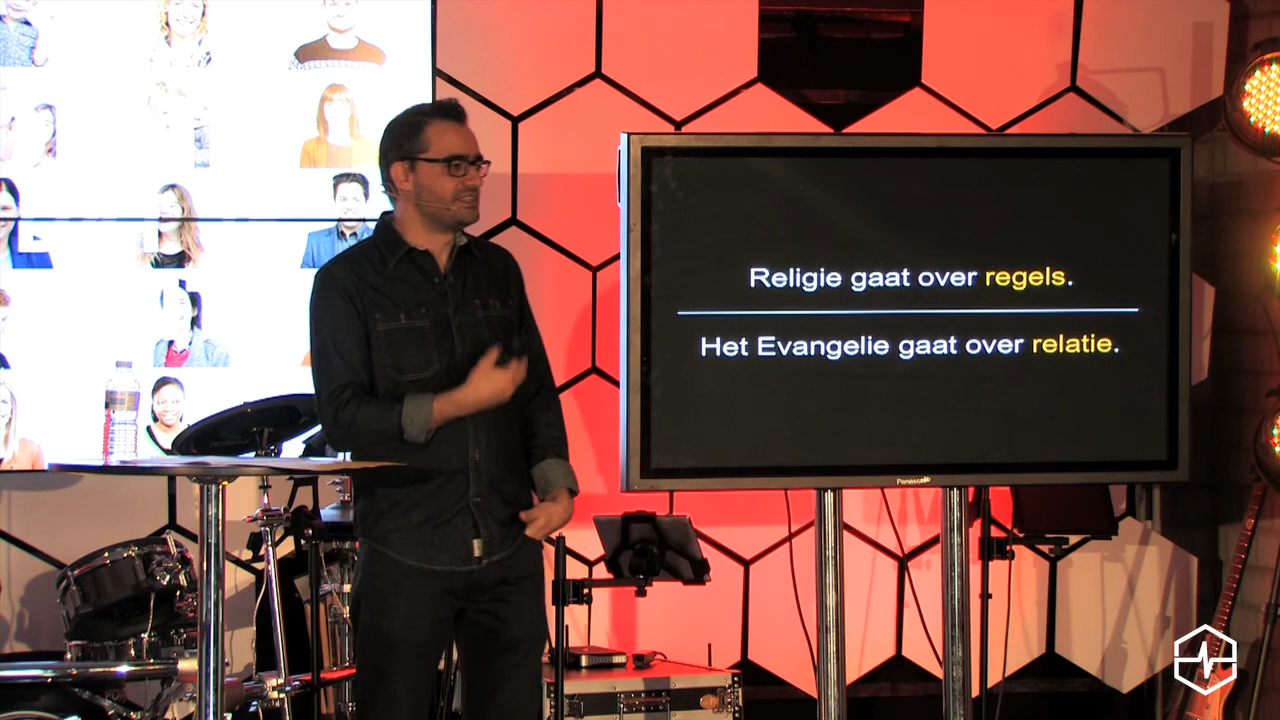 Religie gaat over regels.
Het Evangelie gaat over relatie.
Panasonic